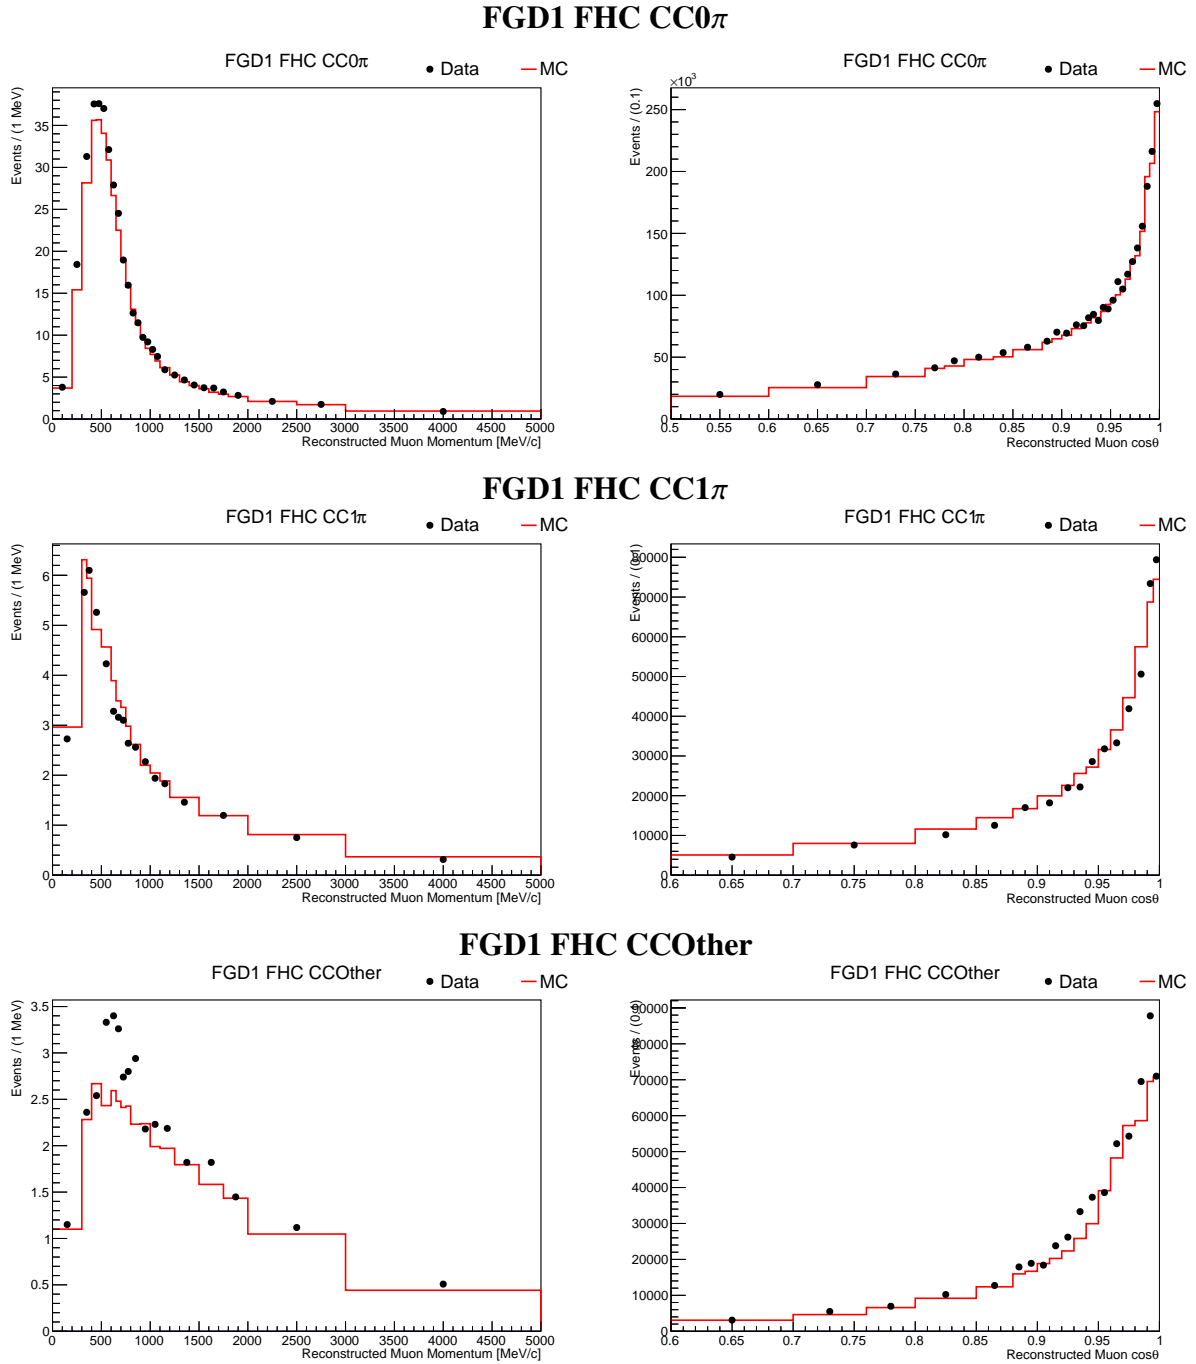 FGD1 FHC CC0π
FGD1 FHC CC0π
Data
MC
Events / (1 MeV)
35
30
25
20
15
10
5
0
0 500 1000 1500 2000 2500 3000 3500 4000 4500 5000
Reconstructed Muon Momentum [MeV/c]
FGD1 FHC CC0π
Data
MC
×10³
Events / (0.1)
250
200
150
100
50
0
0.5 0.55 0.6 0.65 0.7 0.75 0.8 0.85 0.9 0.95 1
Reconstructed Muon cosθ
FGD1 FHC CC1π
FGD1 FHC CC1π
Data
MC
Events / (1 MeV)
6
5
4
3
2
1
0
0 500 1000 1500 2000 2500 3000 3500 4000 4500 5000
Reconstructed Muon Momentum [MeV/c]
FGD1 FHC CC1π
Data
MC
Events / (0.1)
80000
70000
60000
50000
40000
30000
20000
10000
0
0.6 0.65 0.7 0.75 0.8 0.85 0.9 0.95 1
Reconstructed Muon cosθ
FGD1 FHC CCOther
FGD1 FHC CCOther
Data
MC
Events / (1 MeV)
3.5
3
2.5
2
1.5
1
0.5
0
0 500 1000 1500 2000 2500 3000 3500 4000 4500 5000
Reconstructed Muon Momentum [MeV/c]
FGD1 FHC CCOther
Data
MC
Events / (0.1)
90000
80000
70000
60000
50000
40000
30000
20000
10000
0
0.6 0.65 0.7 0.75 0.8 0.85 0.9 0.95 1
Reconstructed Muon cosθ